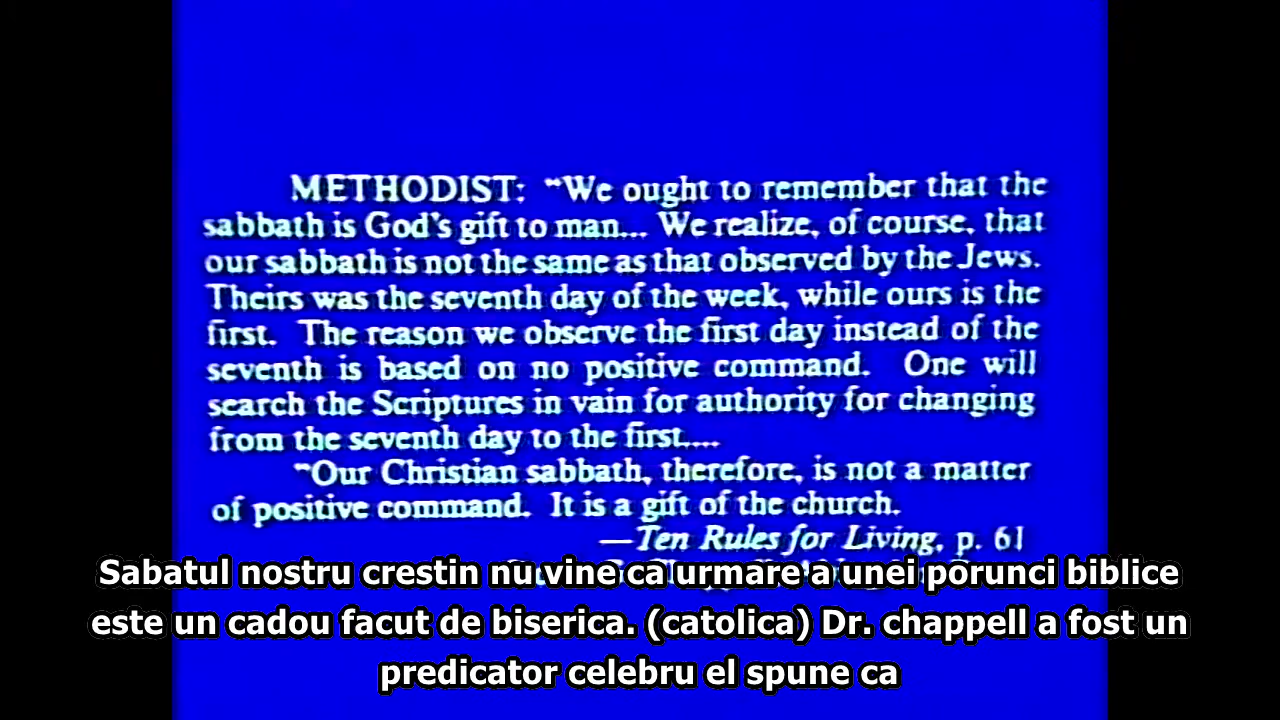 METHODIST: "We ought to remember that the
sabbath is God's gift to man... We realize, of course, that
our sabbath is not the same as that observed by the Jews.
Theirs was the seventh day of the week, while ours is the
first. The reason we observe the first day instead of the
seventh is based on no positive command. One will
search the Scriptures in vain for authority for changing
from the seventh day to the first....
"Our Christian sabbath, therefore, is not a matter
of positive command. It is a gift of the church.
—Ten Rules for Living, p. 61
Sabatul nostru crestin nu vine ca urmare a unei porunci biblice
este un cadou facut de biserica. (catolica) Dr. chappell a fost un
predicator celebru el spune ca